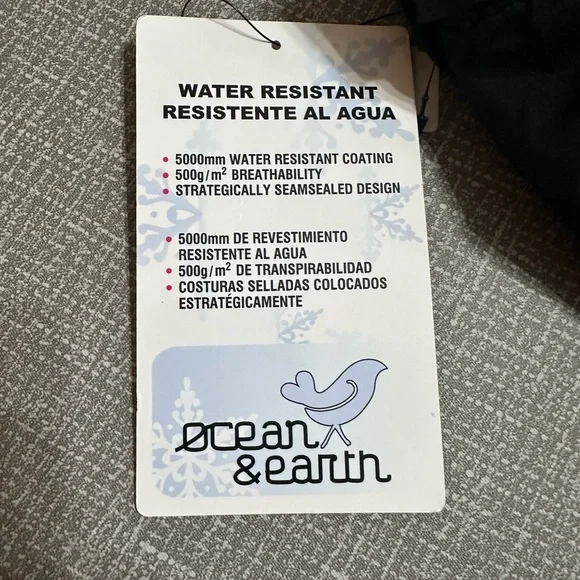 WATER RESISTANT
RESISTENTE AL AGUA
• 5000mm WATER RESISTANT COATING
• 500g/m² BREATHABILITY
• STRATEGICALLY SEAMSEALED DESIGN
• 5000mm DE REVESTIMIENTO
RESISTENTE AL AGUA
• 500g/m² DE TRANSPIRABILIDAD
• COSTURAS SELLADAS COLOCADOS
ESTRATÉGICAMENTE
ocean
& earth